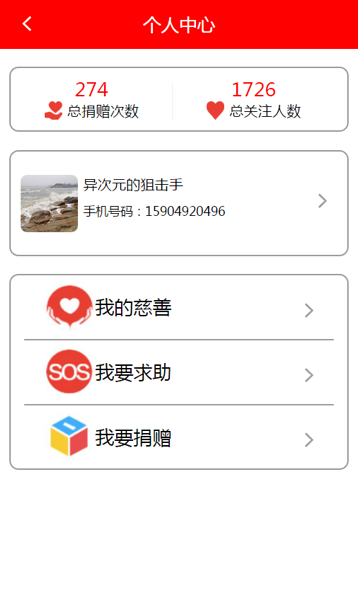 个人中心
274
1726
总捐赠次数
总关注人数
异次元的狙击手
手机号码：15904920496
我的慈善
SOS 我要求助
我要捐赠